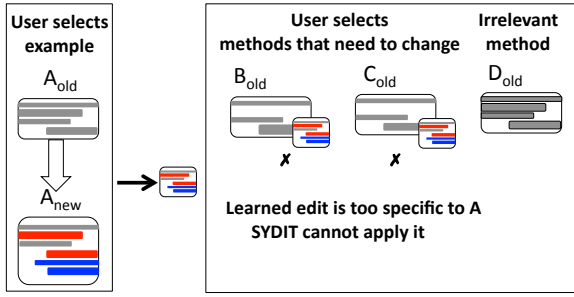 User selects
example
A_old
A_new
User selects
methods that need to change
Irrelevant
method
B_old
C_old
D_old
✗
✗
Learned edit is too specific to A
SYDIT cannot apply it